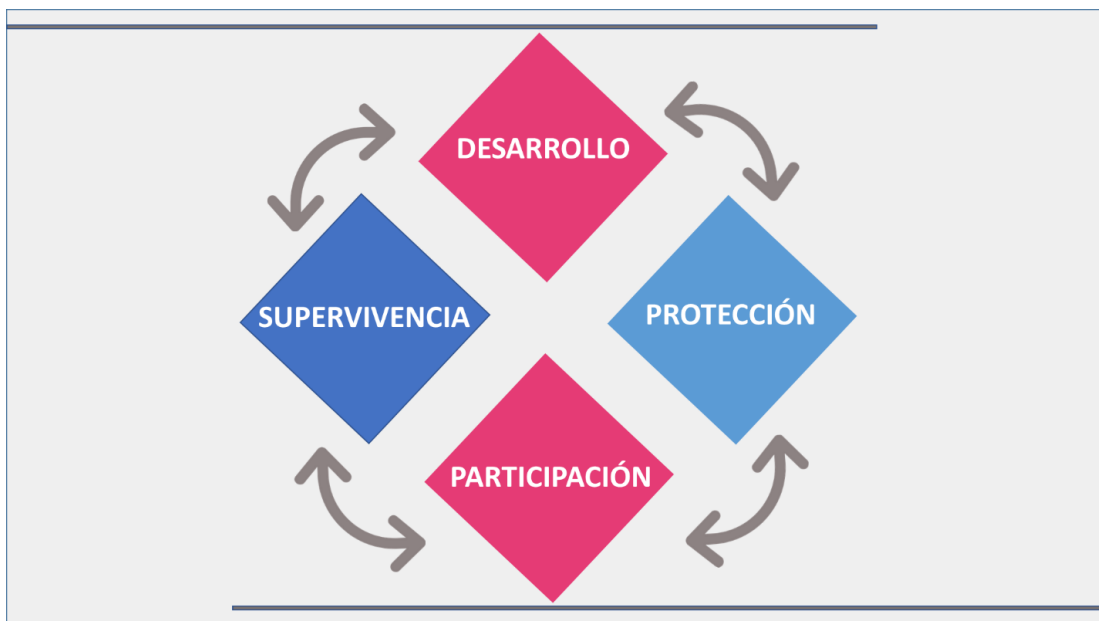 DESARROLLO
SUPERVIVENCIA
PROTECCIÓN
PARTICIPACIÓN